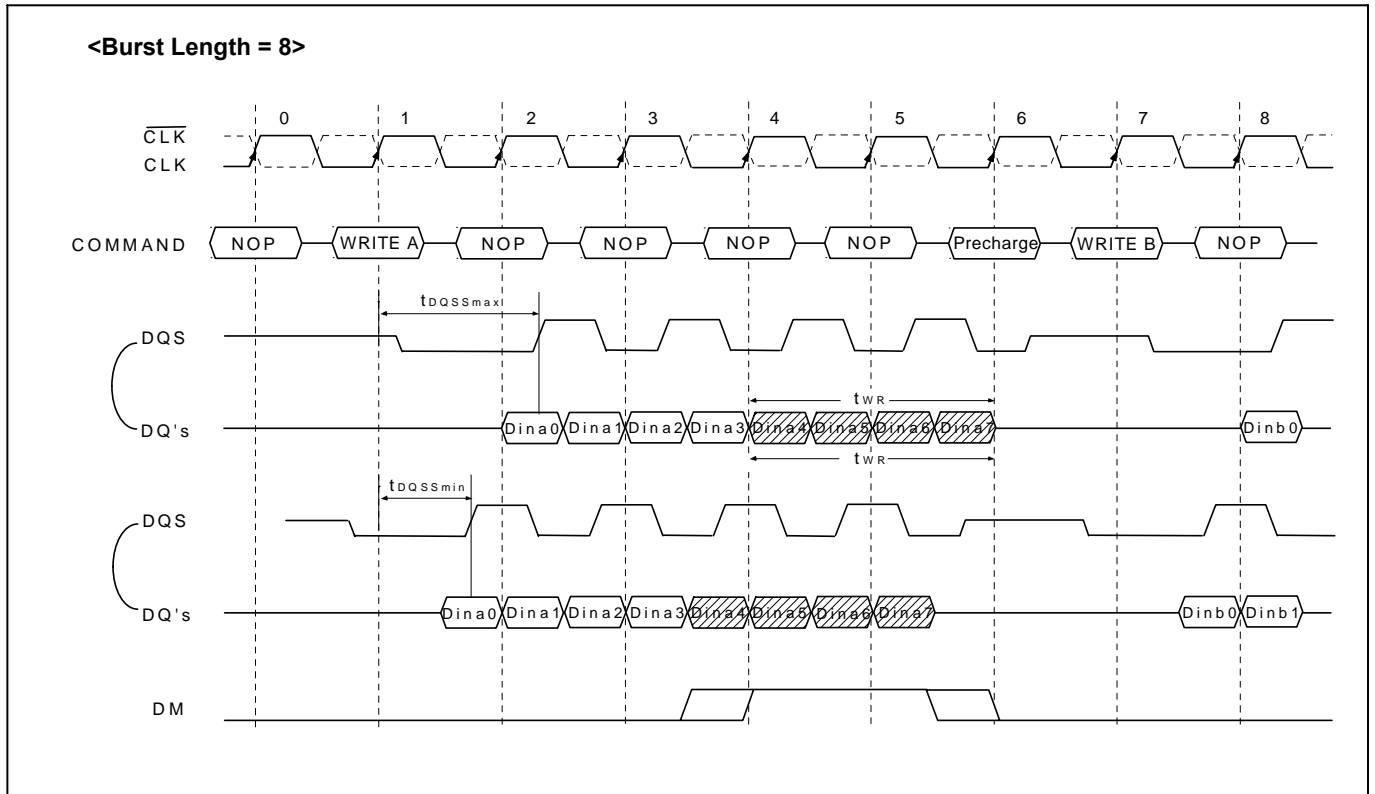 <Burst Length = 8>
0 1 2 3 4 5 6 7 8
CLK
CLK
COMMAND NOP WRITE A NOP NOP NOP NOP Precharge WRITE B NOP
tDQSSmax
DQS
tWR
DQ's Dina0 Dina1 Dina2 Dina3 Dina4 Dina5 Dina6 Dina7 Dinb0
tWR
tDQSSmin
DQS
DQ's Dina0 Dina1 Dina2 Dina3 Dina4 Dina5 Dina6 Dina7 Dinb0 Dinb1
DM